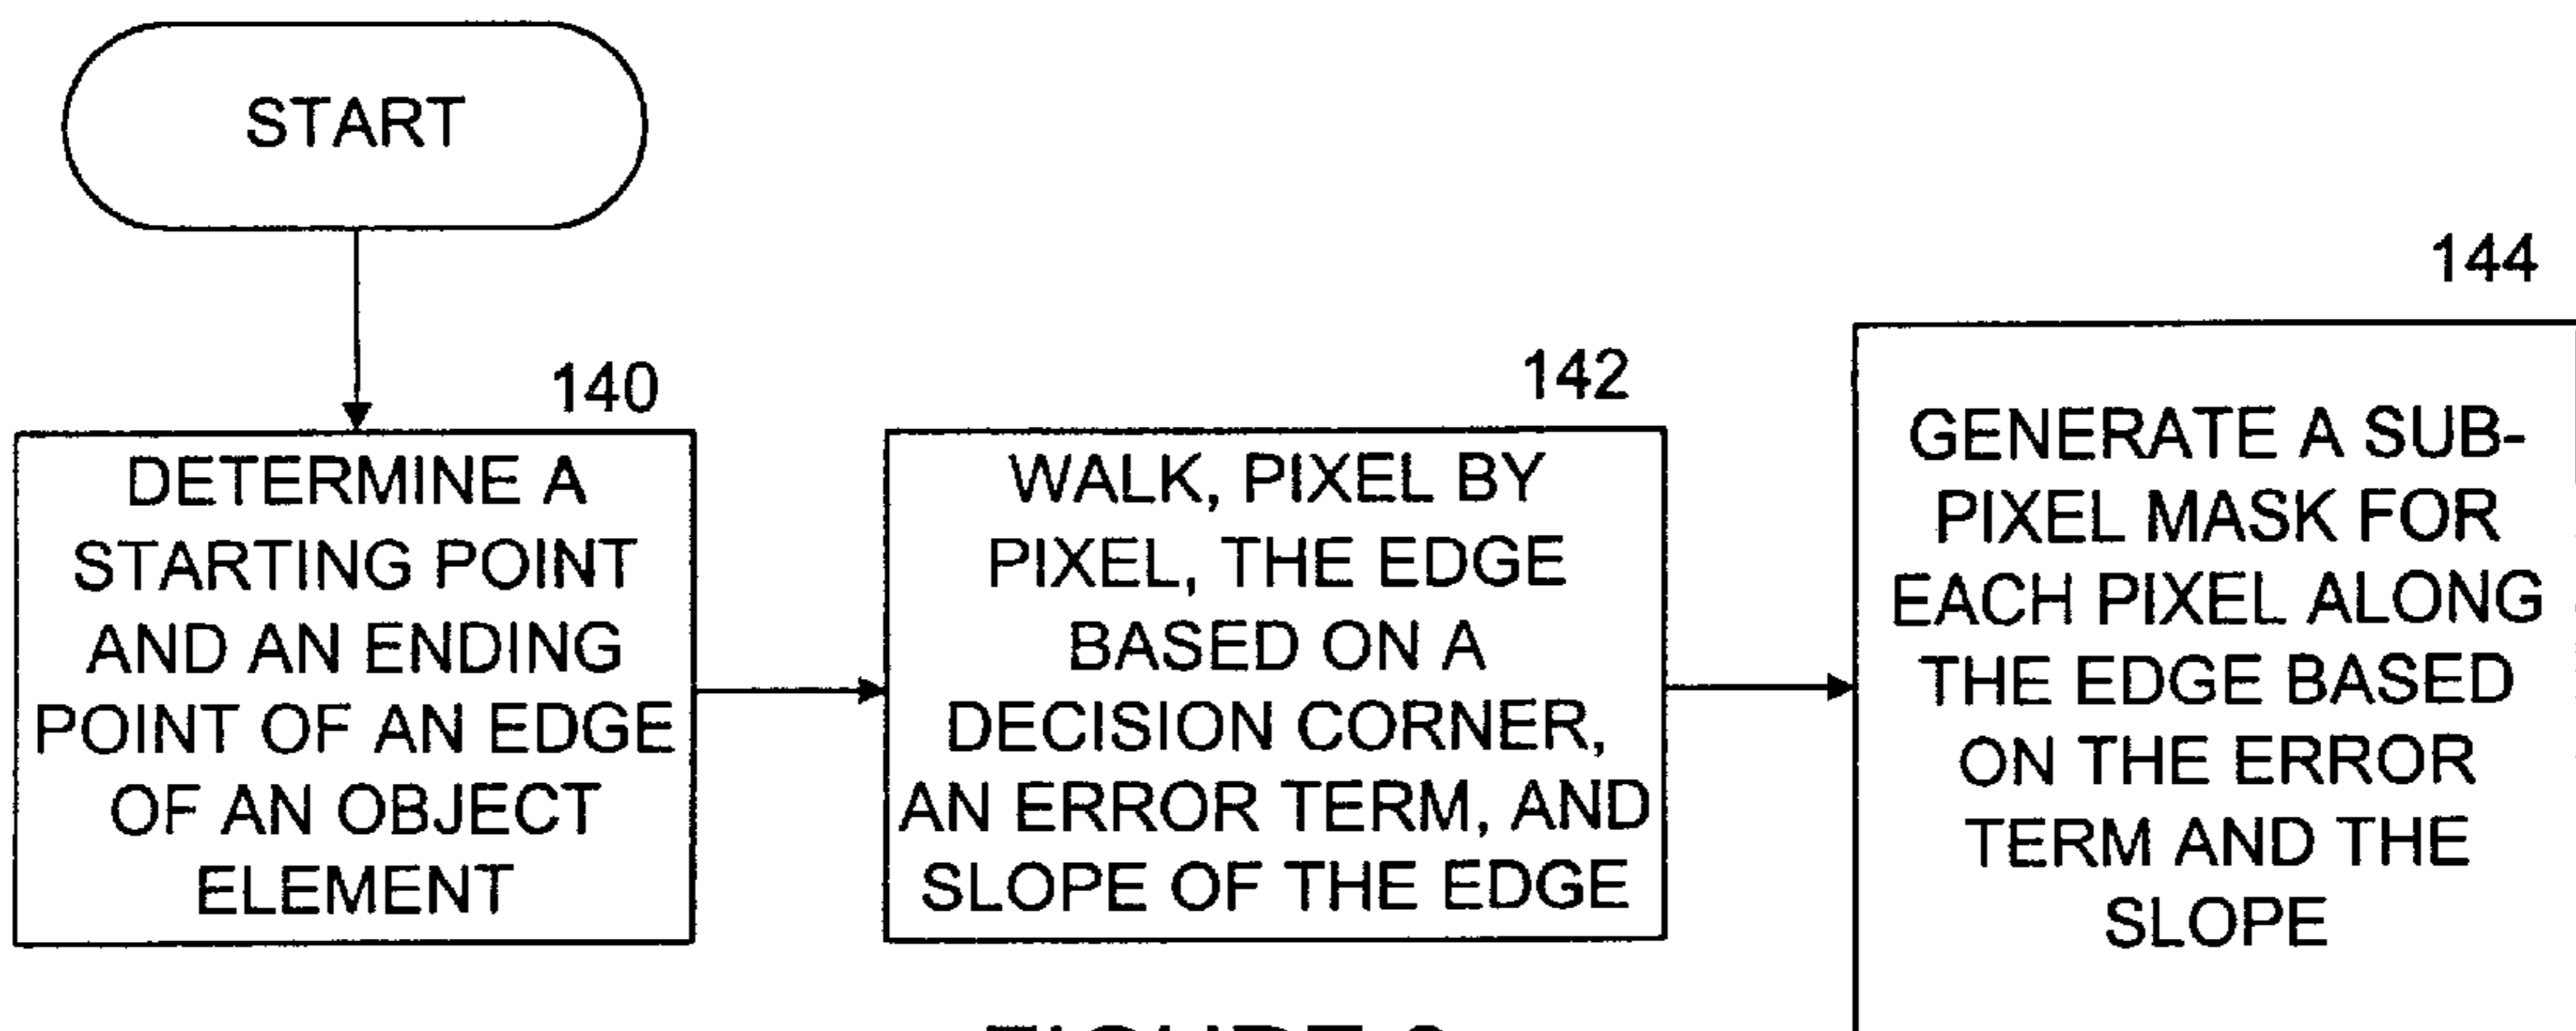 START
140
DETERMINE A
STARTING POINT
AND AN ENDING
POINT OF AN EDGE
OF AN OBJECT
ELEMENT
142
WALK, PIXEL BY
PIXEL, THE EDGE
BASED ON A
DECISION CORNER,
AN ERROR TERM, AND
SLOPE OF THE EDGE
144
GENERATE A SUB-
PIXEL MASK FOR
EACH PIXEL ALONG
THE EDGE BASED
ON THE ERROR
TERM AND THE
SLOPE
FIGURE